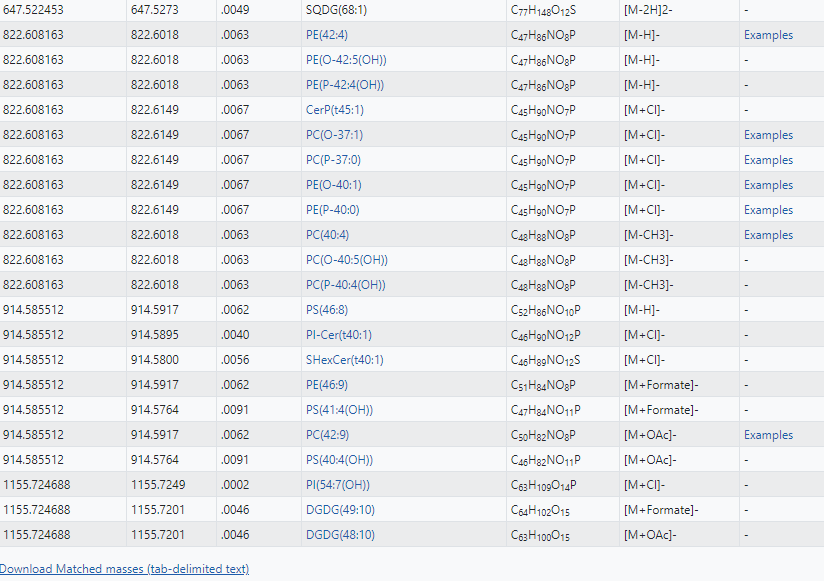 647.522453 647.5273 .0049 SQDG(68:1) C₇₇H₁₄₈O₁₂S [M-2H]2- -
822.608163 822.6018 .0063 PE(42:4) C₄₇H₈₆NO₈P [M-H]- Examples
822.608163 822.6018 .0063 PE(O-42:5(OH)) C₄₇H₈₆NO₈P [M-H]- -
822.608163 822.6018 .0063 PE(P-42:4(OH)) C₄₇H₈₆NO₈P [M-H]- -
822.608163 822.6149 .0067 CerP(t45:1) C₄₅H₉₀NO₇P [M+Cl]- -
822.608163 822.6149 .0067 PC(O-37:1) C₄₅H₉₀NO₇P [M+Cl]- Examples
822.608163 822.6149 .0067 PC(P-37:0) C₄₅H₉₀NO₇P [M+Cl]- Examples
822.608163 822.6149 .0067 PE(O-40:1) C₄₅H₉₀NO₇P [M+Cl]- Examples
822.608163 822.6149 .0067 PE(P-40:0) C₄₅H₉₀NO₇P [M+Cl]- Examples
822.608163 822.6018 .0063 PC(40:4) C₄₈H₈₈NO₈P [M-CH3]- Examples
822.608163 822.6018 .0063 PC(O-40:5(OH)) C₄₈H₈₈NO₈P [M-CH3]- -
822.608163 822.6018 .0063 PC(P-40:4(OH)) C₄₈H₈₈NO₈P [M-CH3]- -
914.585512 914.5917 .0062 PS(46:8) C₅₂H₈₆NO₁₀P [M-H]- -
914.585512 914.5895 .0040 PI-Cer(t40:1) C₄₆H₉₀NO₁₂P [M+Cl]- -
914.585512 914.5800 .0056 SHexCer(t40:1) C₄₆H₈₉NO₁₂S [M+Cl]- -
914.585512 914.5917 .0062 PE(46:9) C₅₁H₈₄NO₈P [M+Formate]- -
914.585512 914.5764 .0091 PS(41:4(OH)) C₄₇H₈₄NO₁₁P [M+Formate]- -
914.585512 914.5917 .0062 PC(42:9) C₅₀H₈₂NO₈P [M+OAc]- Examples
914.585512 914.5764 .0091 PS(40:4(OH)) C₄₆H₈₂NO₁₁P [M+OAc]- -
1155.724688 1155.7249 .0002 PI(54:7(OH)) C₆₃H₁₀₉O₁₄P [M+Cl]- -
1155.724688 1155.7201 .0046 DGDG(49:10) C₆₄H₁₀₂O₁₅ [M+Formate]- -
1155.724688 1155.7201 .0046 DGDG(48:10) C₆₃H₁₀₀O₁₅ [M+OAc]- -
Download Matched masses (tab-delimited text)